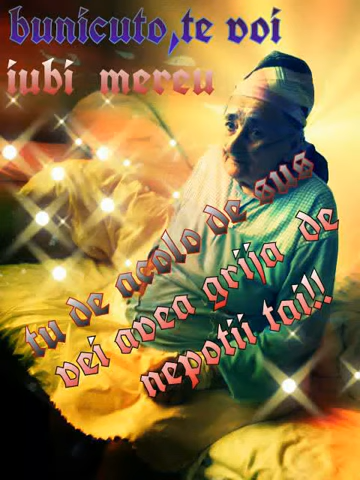 bunicuto,te voi
iubi mereu
tu de acolo de sus
vei avea grija de
nepotii tai!!